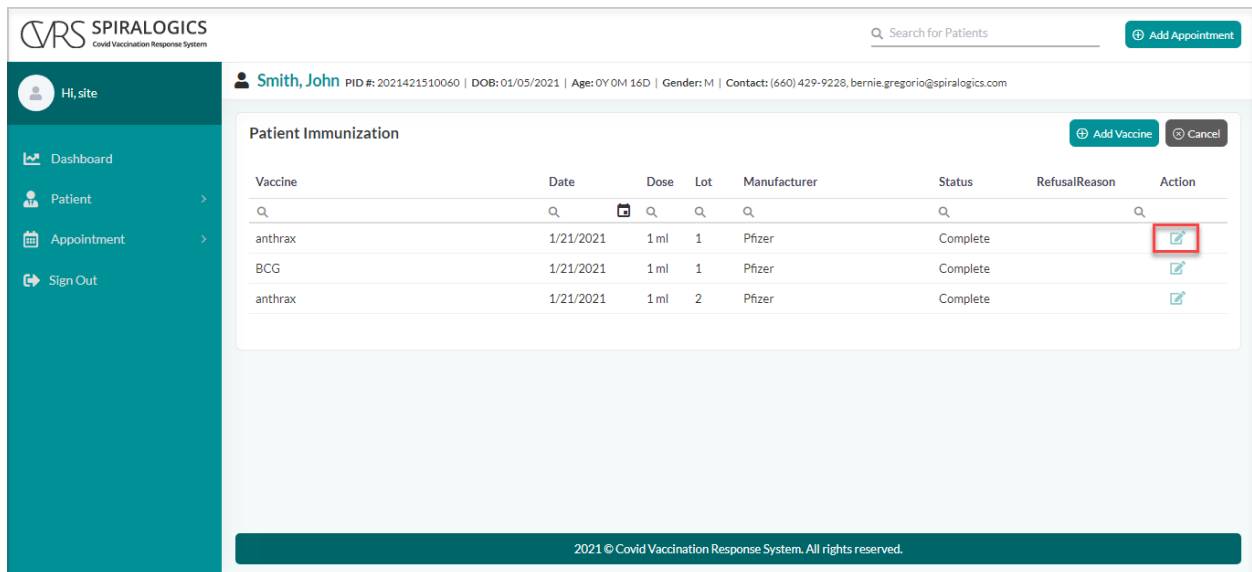 CVRS SPIRALOGICS
Covid Vaccination Response System
Search for Patients
Add Appointment
Hi, site
Smith, John PID #: 2021421510060 | DOB: 01/05/2021 | Age: 0Y 0M 16D | Gender: M | Contact: (660) 429-9228, bernie.gregorio@spiralogics.com
Dashboard
Patient
Appointment
Sign Out
Patient Immunization
Add Vaccine
Cancel
Vaccine Date Dose Lot Manufacturer Status RefusalReason Action
anthrax 1/21/2021 1 ml 1 Pfizer Complete
BCG 1/21/2021 1 ml 1 Pfizer Complete
anthrax 1/21/2021 1 ml 2 Pfizer Complete
2021 © Covid Vaccination Response System. All rights reserved.